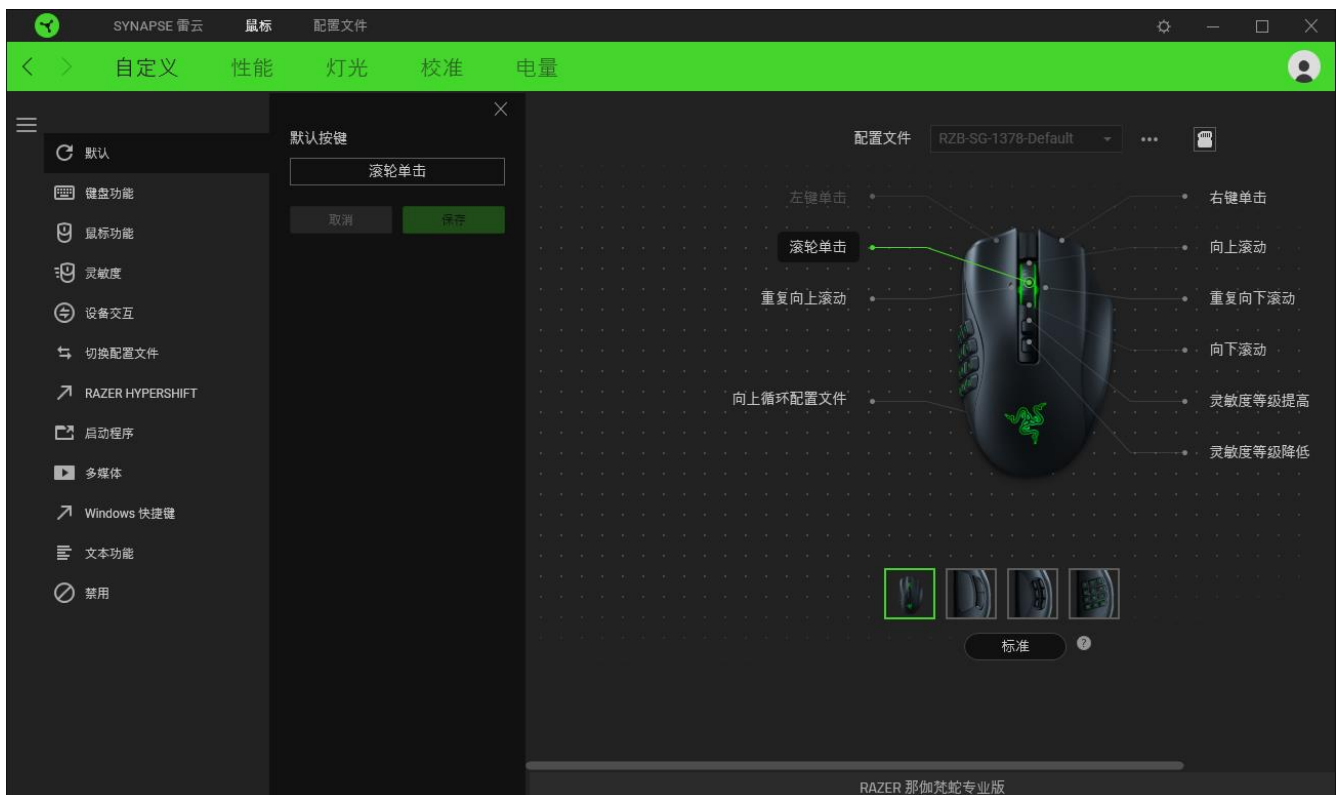 SYNAPSE 雷云 鼠标 配置文件
自定义 性能 灯光 校准 电量
默认
键盘功能
鼠标功能
灵敏度
设备交互
切换配置文件
RAZER HYPERSHIFT
启动程序
多媒体
Windows 快捷键
文本功能
禁用
默认按键
滚轮单击
取消 保存
配置文件 RZB-SG-1378-Default
左键单击 右键单击
滚轮单击 向上滚动
重复向上滚动 重复向下滚动
向下滚动
向上循环配置文件 灵敏度等级提高
灵敏度等级降低
标准 ?
RAZER 那伽梵蛇专业版